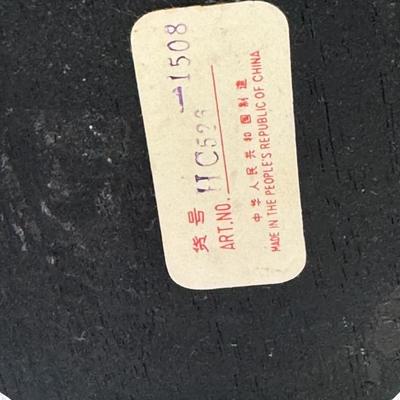 货号 HC526-1508
ART.NO.
中华人民共和国制造
MADE IN THE PEOPLE'S REPUBLIC OF CHINA